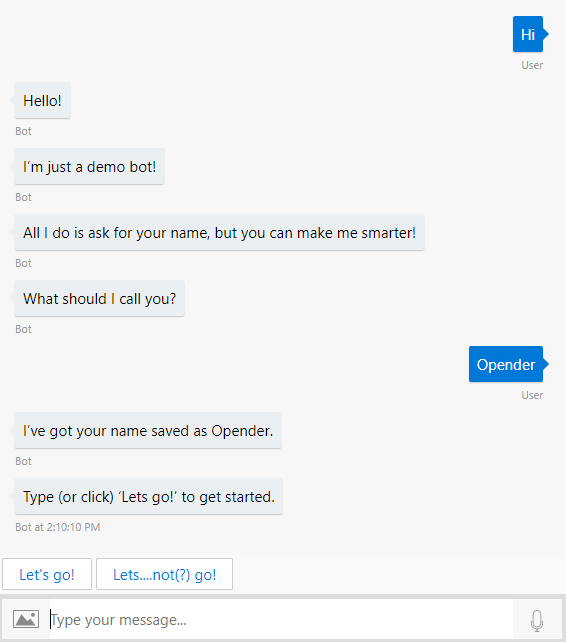 Hi
User
Hello!
Bot
I’m just a demo bot!
Bot
All I do is ask for your name, but you can make me smarter!
Bot
What should I call you?
Bot
Opender
User
I’ve got your name saved as Opender.
Bot
Type (or click) ‘Lets go!’ to get started.
Bot at 2:10:10 PM
Let's go! Lets....not(?) go!
Type your message...